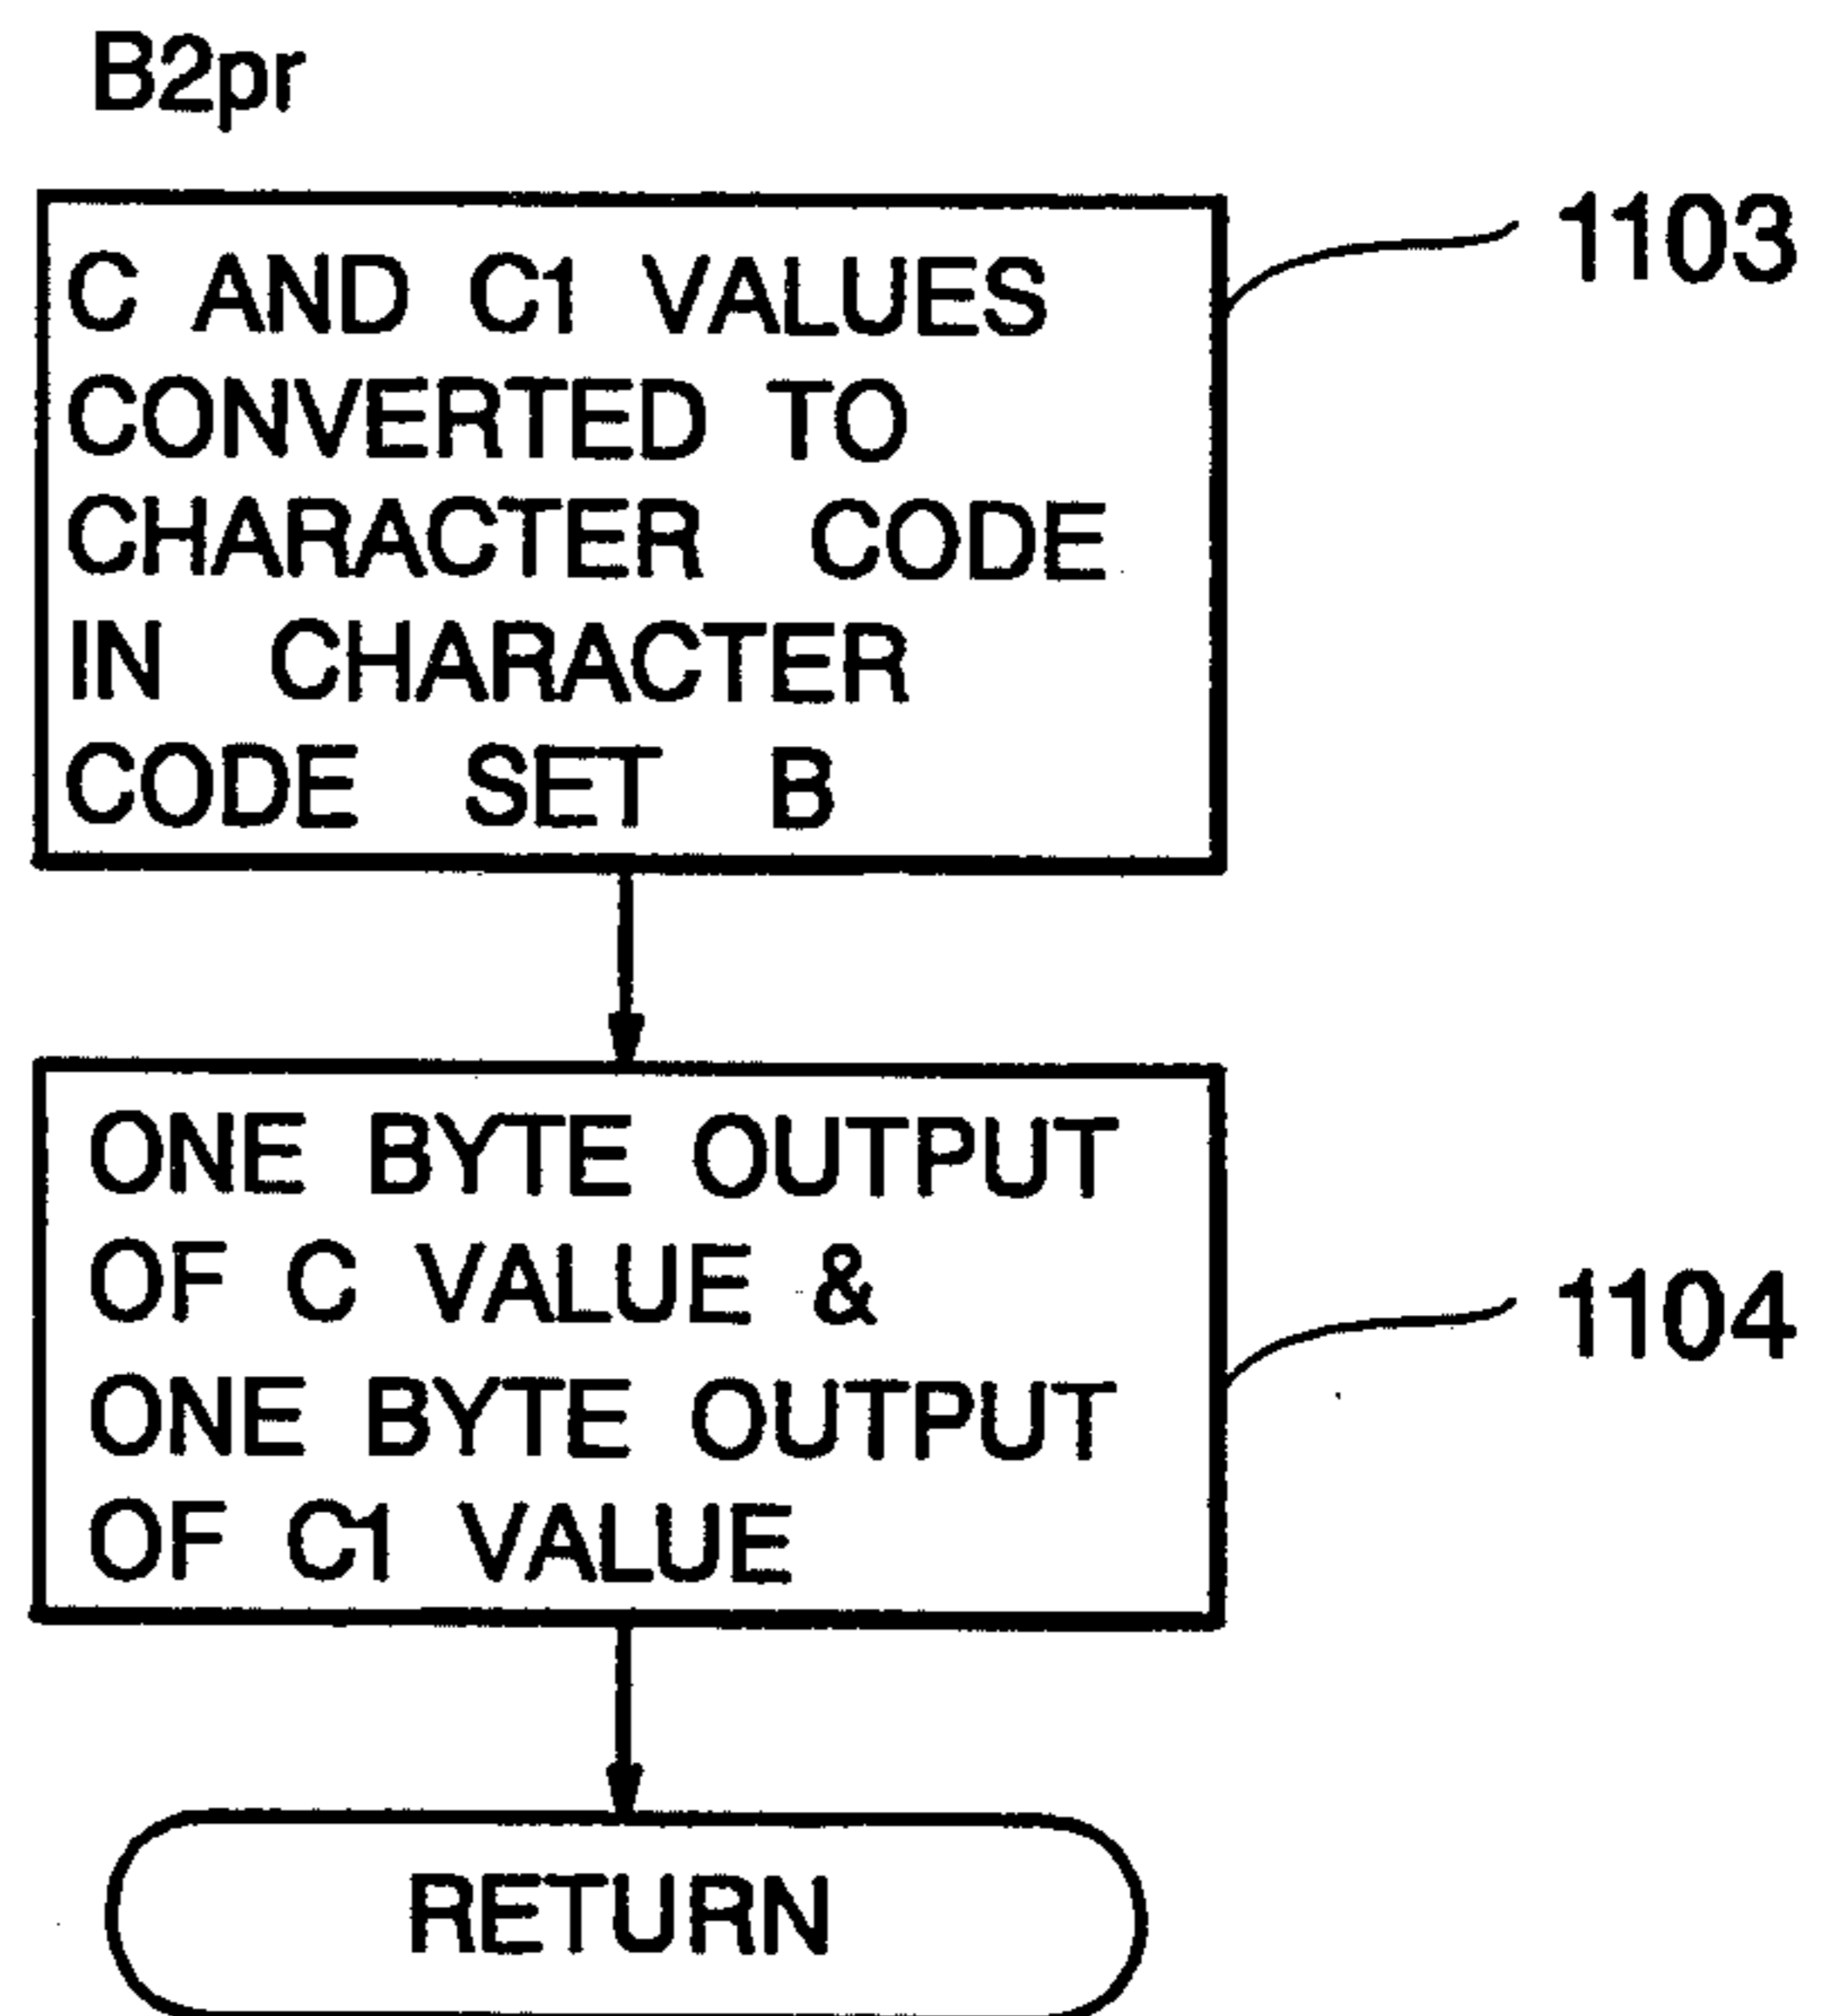 B2pr
C AND C1 VALUES
CONVERTED TO
CHARACTER CODE
IN CHARACTER
CODE SET B
1103
ONE BYTE OUTPUT
OF C VALUE &
ONE BYTE OUTPUT
OF C1 VALUE
1104
RETURN